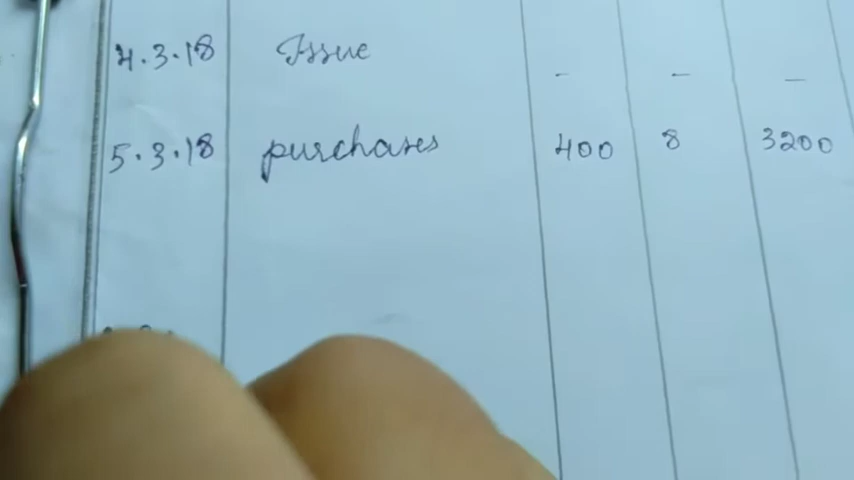 4.3.18 Issue - - -
5.3.18 purchases 400 8 3200